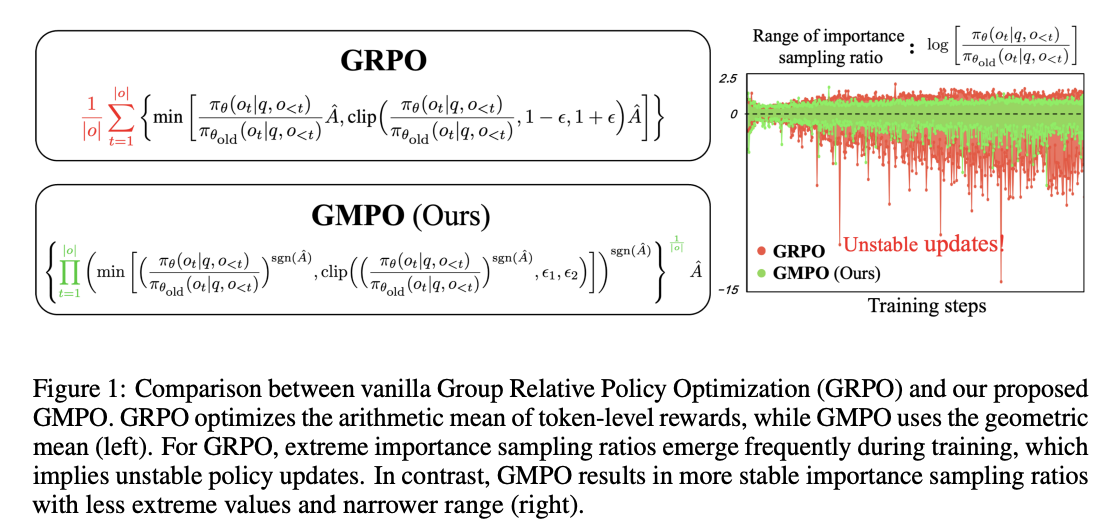 GRPO
\frac{1}{|o|} \sum_{t=1}^{|o|} \left\{ \min \left[ \frac{\pi_\theta(o_t|q, o_{<t})}{\pi_{\theta_{\text{old}}}(o_t|q, o_{<t})} \hat{A}, \text{clip}\left( \frac{\pi_\theta(o_t|q, o_{<t})}{\pi_{\theta_{\text{old}}}(o_t|q, o_{<t})}, 1 - \epsilon, 1 + \epsilon \right) \hat{A} \right] \right\}
GMPO (Ours)
\left\{ \prod_{t=1}^{|o|} \left( \min \left[ \left( \frac{\pi_\theta(o_t|q, o_{<t})}{\pi_{\theta_{\text{old}}}(o_t|q, o_{<t})} \right)^{\text{sgn}(\hat{A})}, \text{clip}\left( \left( \frac{\pi_\theta(o_t|q, o_{<t})}{\pi_{\theta_{\text{old}}}(o_t|q, o_{<t})} \right)^{\text{sgn}(\hat{A})}, \epsilon_1, \epsilon_2 \right) \right] \right)^{\text{sgn}(\hat{A})} \right\}^{\frac{1}{|o|}} \hat{A}
Range of importance
sampling ratio : \log \left[ \frac{\pi_\theta(o_t|q, o_{<t})}{\pi_{\theta_{\text{old}}}(o_t|q, o_{<t})} \right]
2.5
0
Unstable updates!
GRPO
GMPO (Ours)
−15
Training steps
Figure 1: Comparison between vanilla Group Relative Policy Optimization (GRPO) and our proposed
GMPO. GRPO optimizes the arithmetic mean of token-level rewards, while GMPO uses the geometric
mean (left). For GRPO, extreme importance sampling ratios emerge frequently during training, which
implies unstable policy updates. In contrast, GMPO results in more stable importance sampling ratios
with less extreme values and narrower range (right).